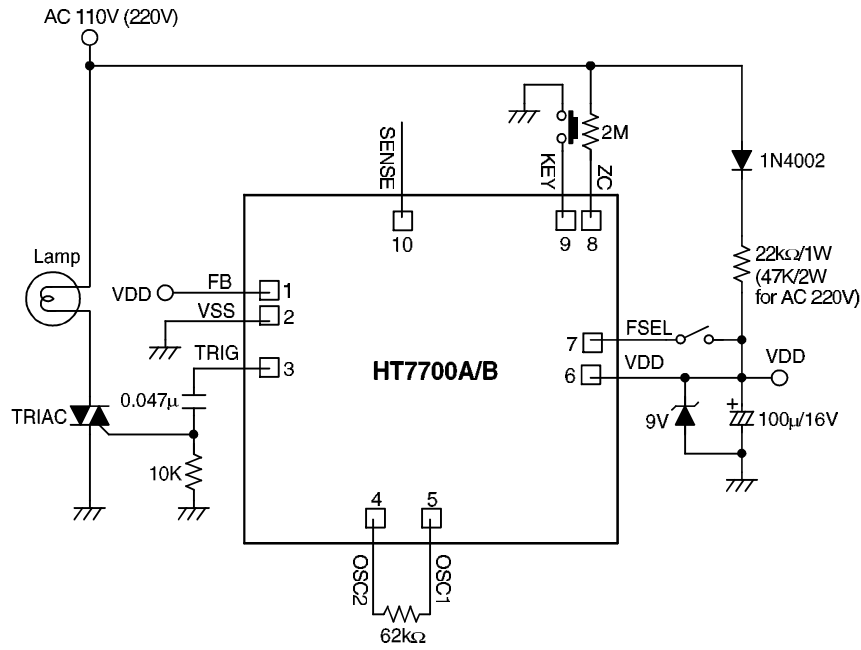 AC 110V (220V)
SENSE
KEY
ZC
2M
1N4002
10
9
8
Lamp
22kΩ/1W
(47K/2W
for AC 220V)
VDD
FB
1
VSS
2
TRIG
3
HT7700A/B
7
FSEL
6
VDD
VDD
0.047μ
TRIAC
9V
+
100μ/16V
10K
4
5
OSC2
OSC1
62kΩ